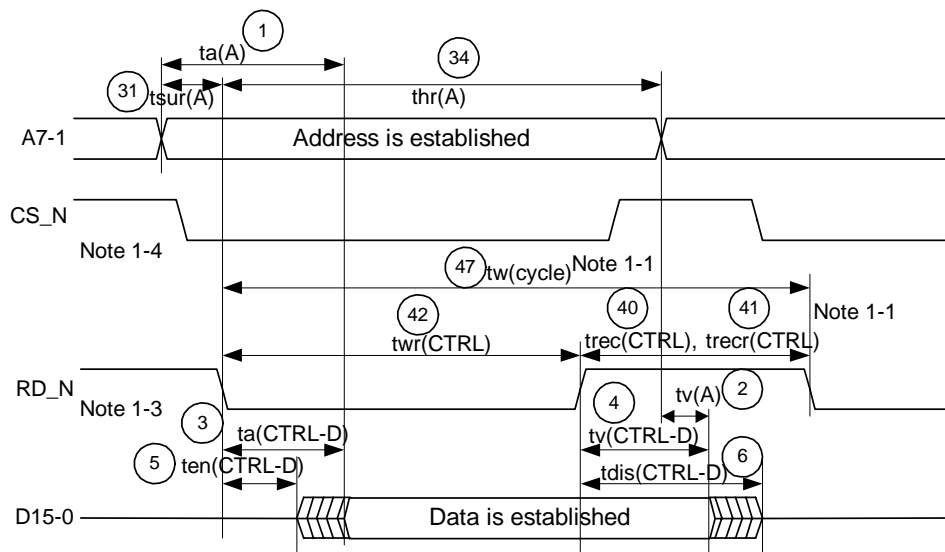 1
ta(A)
34
31
tsur(A)
thr(A)
A7-1
Address is established
CS_N
Note 1-4
47
tw(cycle)
Note 1-1
Note 1-1
42
40
41
twr(CTRL)
trec(CTRL), trecr(CTRL)
RD_N
Note 1-3
3
4
tv(A)
2
ta(CTRL-D)
tv(CTRL-D)
5
ten(CTRL-D)
tdis(CTRL-D)
6
D15-0
Data is established